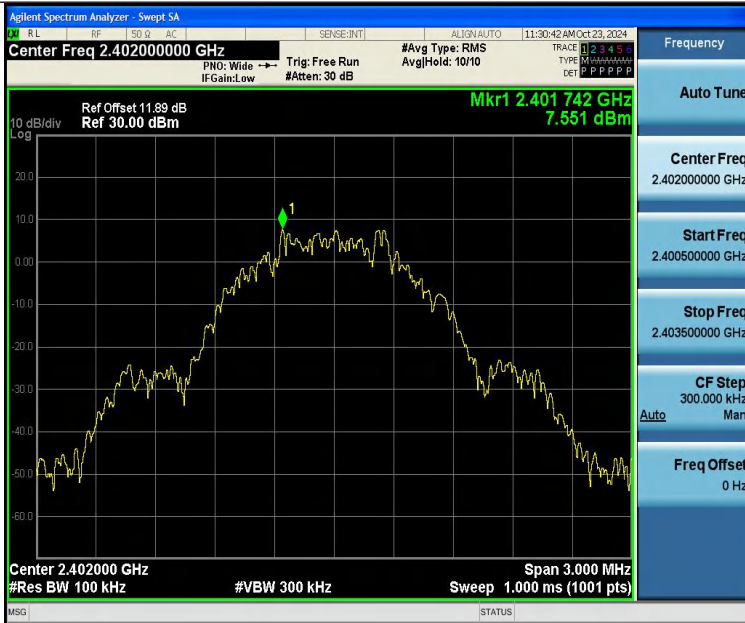 Agilent Spectrum Analyzer - Swept SA
LXI RL RF 50 Ω AC SENSE:INT ALIGN AUTO 11:30:42 AM Oct 23, 2024
Center Freq 2.402000000 GHz
#Avg Type: RMS
TRACE 1 2 3 4 5 6
PNO: Wide
Trig: Free Run
Avg|Hold: 10/10
TYPE M
IFGain:Low
#Atten: 30 dB
DET P P P P P P
Mkr1 2.401 742 GHz
7.551 dBm
Ref Offset 11.89 dB
10 dB/div Ref 30.00 dBm
Log
1
20.0
10.0
0.00
-10.0
-20.0
-30.0
-40.0
-50.0
-60.0
Center 2.402000 GHz
Span 3.000 MHz
#Res BW 100 kHz
#VBW 300 kHz
Sweep 1.000 ms (1001 pts)
MSG
STATUS
Frequency
Auto Tune
Center Freq
2.402000000 GHz
Start Freq
2.400500000 GHz
Stop Freq
2.403500000 GHz
CF Step
300.000 kHz
Auto Man
Freq Offset
0 Hz